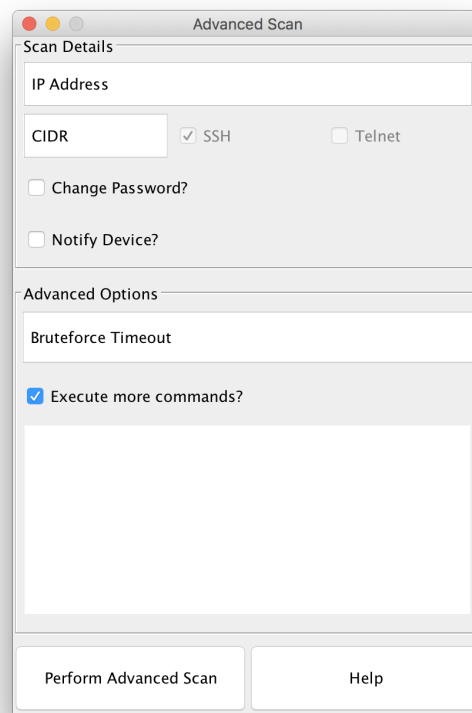 Advanced Scan
Scan Details
IP Address
CIDR SSH Telnet
Change Password?
Notify Device?
Advanced Options
Bruteforce Timeout
Execute more commands?
Perform Advanced Scan Help